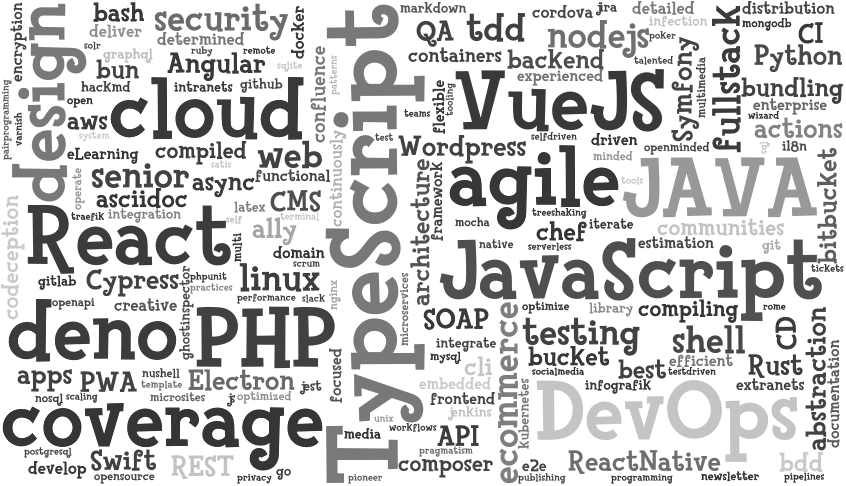 encryption
bash
security
deliver
determined
docker
markdown
cordova
jira
detailed
distribution
infection
mongodb
design
solr
graphql
ruby
remote
QA
tdd
nodejs
poker
CI
fullstack
bun
Angular
sqlite
confluence
patterns
containers
backend
talented
Symfony
multimedia
Python
hackmd
intranets
github
experienced
bundling
pairprogramming
varnish
open
cloud
TypeScript
flexible
tooling
VueJS
enterprise
wizard
aws
system
teams
actions
eLearning
compiled
satis
web
test
continuously
Wordpress
selfdriven
driven
minded
openminded
il8n
operate
senior
async
functional
architecture
framework
agile
tools
JAVA
bitbucket
asciidoc
latex
CMS
treeshaking
codeception
React
traefik
integration
self
terminal
ally
multi
mocha
chef
iterate
communities
domain
scrum
native
serverless
JavaScript
estimation
git
tickets
gitlab
Cypress
ghostinspector
phpunit
practices
linux
performance
slack
nginx
microservices
openapi
creative
optimize
library
compiling
rome
deno
PHP
SOAP
ecommerce
testing
shell
CD
abstraction
documentation
integrate
mysql
bucket
best
efficient
testdriven
Rust
apps
PWA
nushell
template
Electron
jest
focused
cli
embedded
socialmedia
infografik
extranets
nosql
scaling
microsites
js
optimized
frontend
jenkins
kubernetes
DevOps
coverage
unix
media
workflows
API
pragmatism
postgresql
develop
Swift
opensource
REST
privacy
go
pioneer
composer
e2e
publishing
ReactNative
programming
newsletter
bdd
pipelines